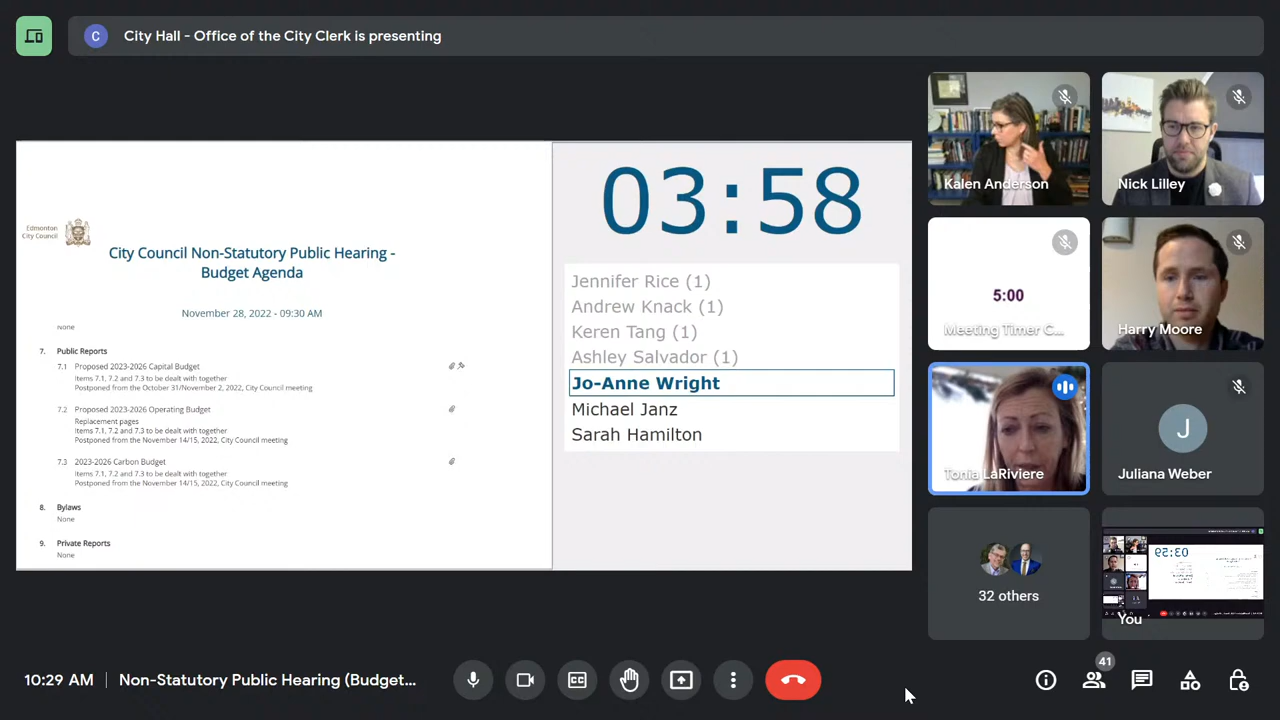 C
City Hall - Office of the City Clerk is presenting
Edmonton
City Council
City Council Non-Statutory Public Hearing -
Budget Agenda
November 28, 2022 - 09:30 AM
None
7. Public Reports
7.1 Proposed 2023-2026 Capital Budget
Items 7.1, 7.2 and 7.3 to be dealt with together
Postponed from the October 31/November 2, 2022, City Council meeting
7.2 Proposed 2023-2026 Operating Budget
Replacement pages
Items 7.1, 7.2 and 7.3 to be dealt with together
Postponed from the November 14/15, 2022, City Council meeting
7.3 2023-2026 Carbon Budget
Items 7.1, 7.2 and 7.3 to be dealt with together
Postponed from the November 14/15, 2022, City Council meeting
8. Bylaws
None
9. Private Reports
None
03:58
Jennifer Rice (1)
Andrew Knack (1)
Keren Tang (1)
Ashley Salvador (1)
Jo-Anne Wright
Michael Janz
Sarah Hamilton
Kalen Anderson
Nick Lilley
5:00
Meeting Timer C...
Harry Moore
Tonia LaRiviere
J
Juliana Weber
32 others
03:59
You
10:29 AM | Non-Statutory Public Hearing (Budget...
CC
41